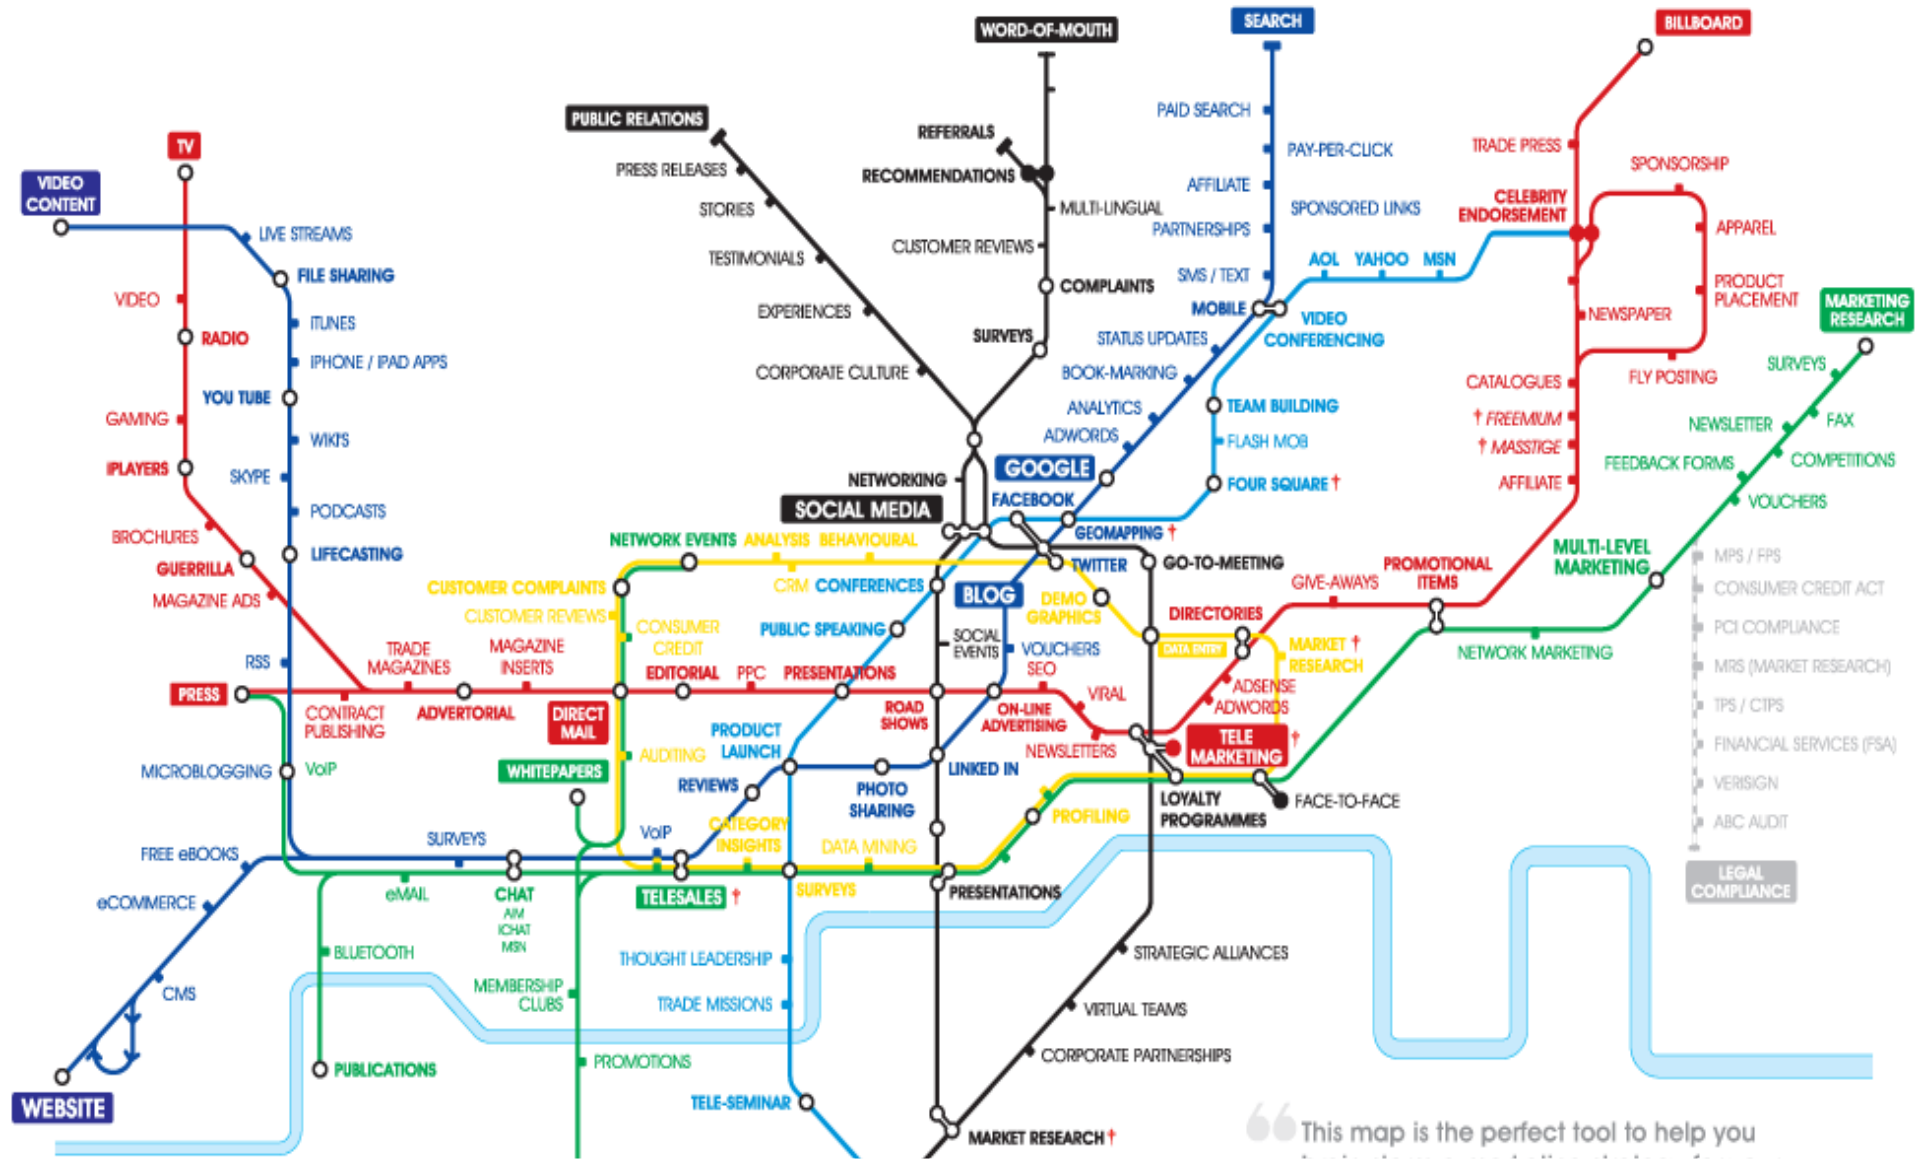 WORD-OF-MOUTH
SEARCH
BILLBOARD
PUBLIC RELATIONS
PRESS RELEASES
STORIES
TESTIMONIALS
EXPERIENCES
CORPORATE CULTURE
REFERRALS
RECOMMENDATIONS
MULTI-LINGUAL
CUSTOMER REVIEWS
COMPLAINTS
SURVEYS
NETWORKING
SOCIAL MEDIA
PAID SEARCH
PAY-PER-CLICK
AFFILIATE
SPONSORED LINKS
PARTNERSHIPS
SMS / TEXT
MOBILE
STATUS UPDATES
BOOK-MARKING
ANALYTICS
ADWORDS
GOOGLE
FACEBOOK
GEOMAPPING †
TWITTER
BLOG
AOL
YAHOO
MSN
VIDEO
CONFERENCING
TEAM BUILDING
FLASH MOB
FOUR SQUARE †
TRADE PRESS
CELEBRITY
ENDORSEMENT
SPONSORSHIP
APPAREL
PRODUCT
PLACEMENT
NEWSPAPER
FLY POSTING
CATALOGUES
† FREEMIUM
† MASSTIGE
AFFILIATE
MARKETING
RESEARCH
SURVEYS
FAX
NEWSLETTER
COMPETITIONS
FEEDBACK FORMS
VOUCHERS
MULTI-LEVEL
MARKETING
NETWORK MARKETING
PROMOTIONAL
ITEMS
GIVE-AWAYS
DIRECTORIES
MARKET †
RESEARCH
DATA ENTRY
ADSENSE
ADWORDS
TELE
MARKETING
†
GO-TO-MEETING
DEMO
GRAPHICS
TV
VIDEO
CONTENT
LIVE STREAMS
FILE SHARING
VIDEO
RADIO
ITUNES
IPHONE / IPAD APPS
YOU TUBE
GAMING
WIKI'S
IPLAYERS
SKYPE
PODCASTS
BROCHURES
LIFECASTING
GUERRILLA
MAGAZINE ADS
RSS
PRESS
TRADE
MAGAZINES
MAGAZINE
INSERTS
CONTRACT
PUBLISHING
ADVERTORIAL
DIRECT
MAIL
EDITORIAL
PPC
PRESENTATIONS
ROAD
SHOWS
ON-LINE
ADVERTISING
SEO
VIRAL
NEWSLETTERS
NETWORK EVENTS
ANALYSIS
BEHAVIOURAL
CRM
CONFERENCES
CUSTOMER COMPLAINTS
CUSTOMER REVIEWS
CONSUMER
CREDIT
PUBLIC SPEAKING
SOCIAL
EVENTS
VOUCHERS
AUDITING
PRODUCT
LAUNCH
WHITEPAPERS
REVIEWS
PHOTO
SHARING
LINKED IN
MICROBLOGGING
VoIP
SURVEYS
VoIP
CATEGORY
INSIGHTS
DATA MINING
PROFILING
LOYALTY
PROGRAMMES
FACE-TO-FACE
FREE eBOOKS
eCOMMERCE
CMS
WEBSITE
eMAIL
CHAT
AIM
ICHAT
MSN
TELESALES †
SURVEYS
PRESENTATIONS
BLUETOOTH
PUBLICATIONS
MEMBERSHIP
CLUBS
PROMOTIONS
THOUGHT LEADERSHIP
TRADE MISSIONS
TELE-SEMINAR
STRATEGIC ALLIANCES
VIRTUAL TEAMS
CORPORATE PARTNERSHIPS
MARKET RESEARCH †
MPS / FPS
CONSUMER CREDIT ACT
PCI COMPLIANCE
MRS (MARKET RESEARCH)
TPS / CTPS
FINANCIAL SERVICES (FSA)
VERISIGN
ABC AUDIT
LEGAL
COMPLIANCE
“ This map is the perfect tool to help you